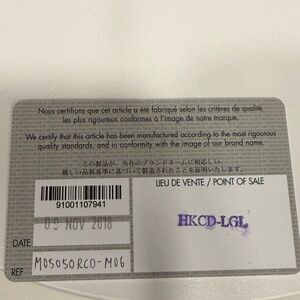 Nous certifions que cet article a été fabriqué selon les critères de qualité
les plus rigoureux conformes à l'image de notre marque.
We certify that this article has been manufactured according to the most rigorous
quality standards, and in conformity with the image of our brand name.
この製品が、当社のブランドネームに相応しい、
厳しい品質基準に基づいて製造されたことを証明いたします。
LIEU DE VENTE / POINT OF SALE
91001107941
HKCD-LGL
DATE
09 NOV 2018
REF
M05050RCD-M06